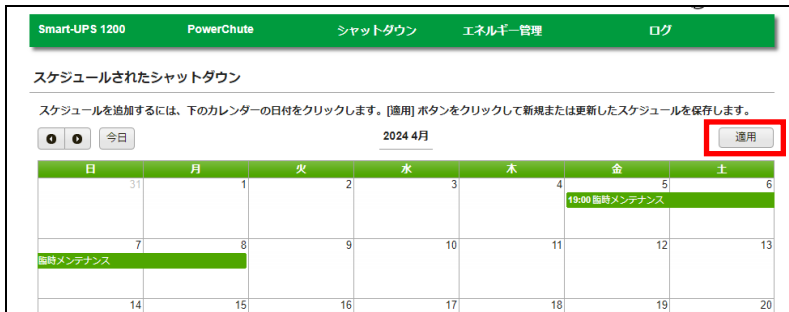 Smart-UPS 1200 PowerChute シャットダウン エネルギー管理 ログ
スケジュールされたシャットダウン
スケジュールを追加するには、下のカレンダーの日付をクリックします。[適用] ボタンをクリックして新規または更新したスケジュールを保存します。
今日 2024 4月 適用
日 月 火 水 木 金 土
31 1 2 3 4 5 6
19:00 臨時メンテナンス
7 8 9 10 11 12 13
臨時メンテナンス
14 15 16 17 18 19 20